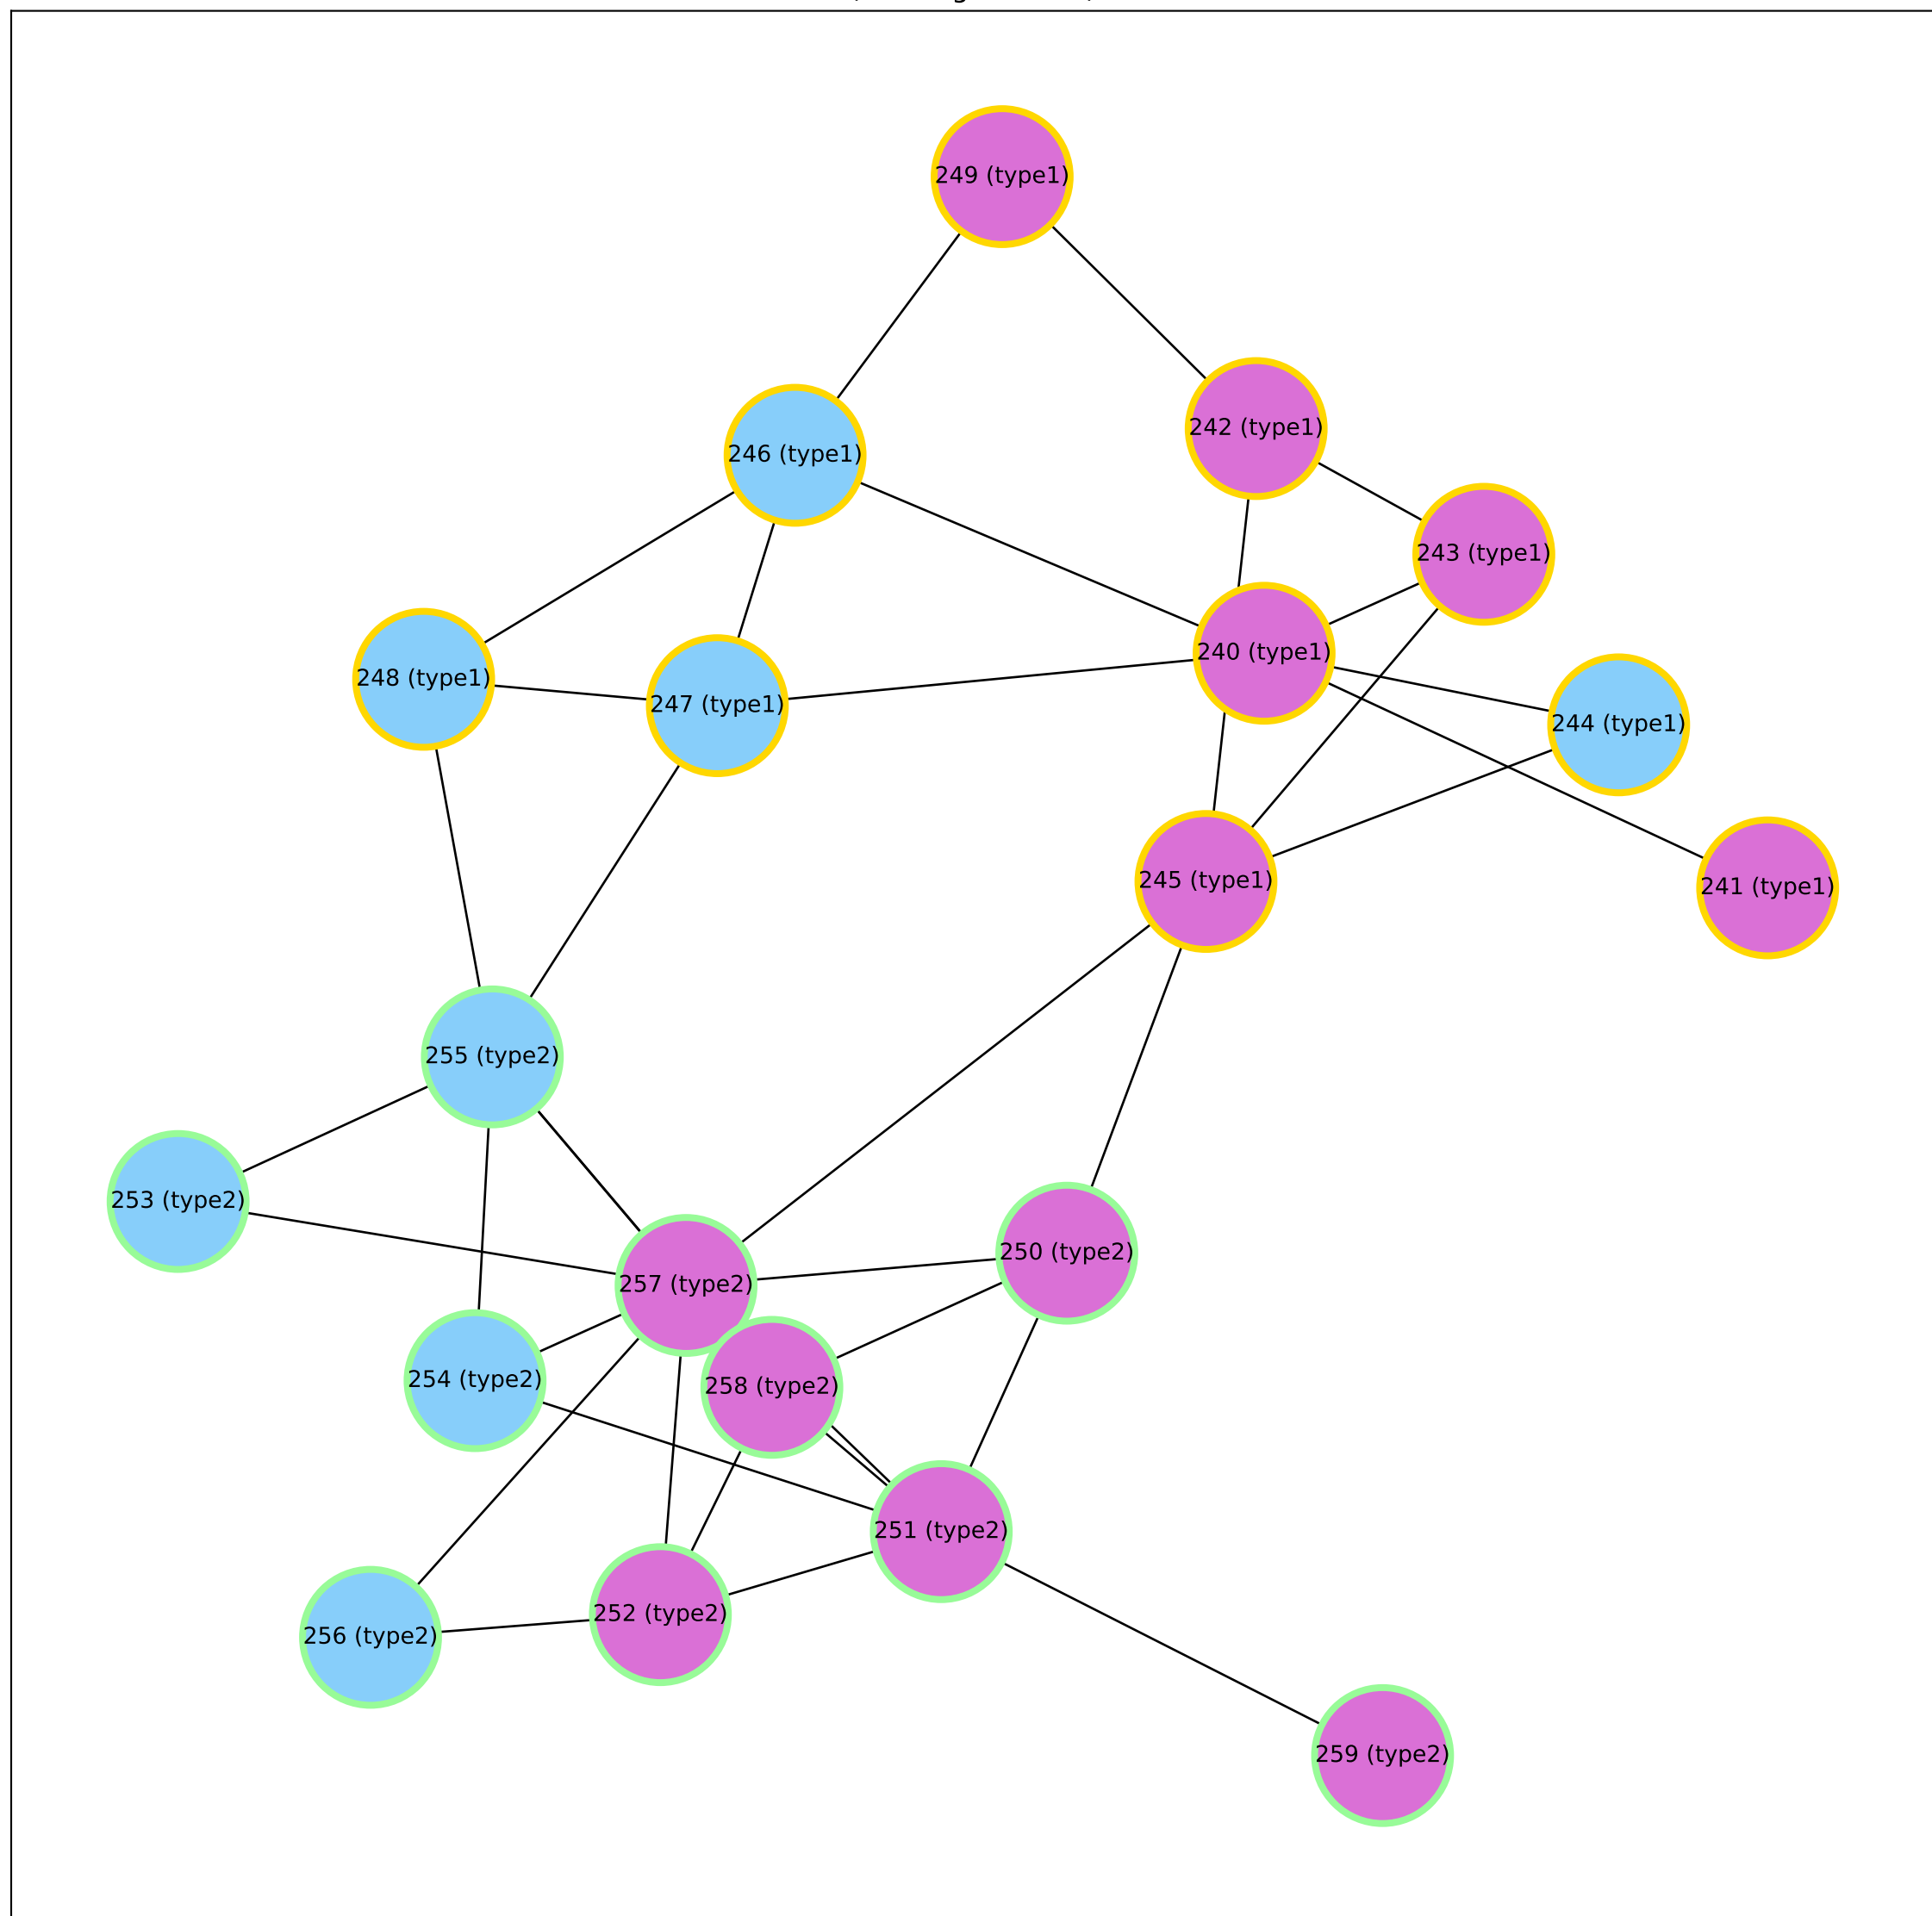 249 (type1)
242 (type1)
246 (type1)
243 (type1)
240 (type1)
248 (type1)
247 (type1)
244 (type1)
245 (type1)
241 (type1)
255 (type2)
253 (type2)
250 (type2)
257 (type2)
254 (type2)
258 (type2)
251 (type2)
252 (type2)
256 (type2)
259 (type2)